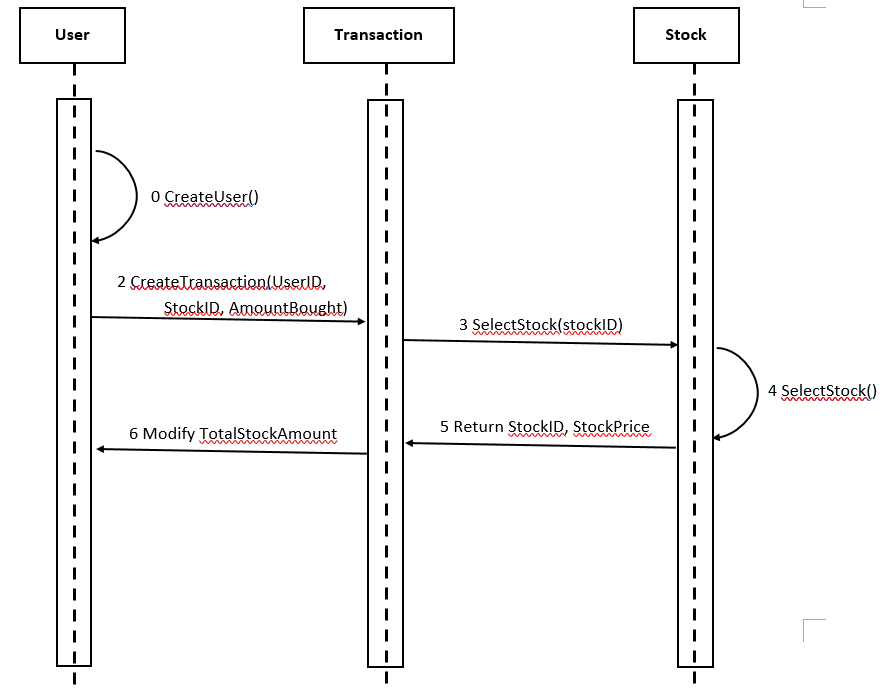 User
Transaction
Stock
0 CreateUser()
2 CreateTransaction(UserID,
StockID, AmountBought)
3 SelectStock(stockID)
4 SelectStock()
5 Return StockID, StockPrice
6 Modify TotalStockAmount